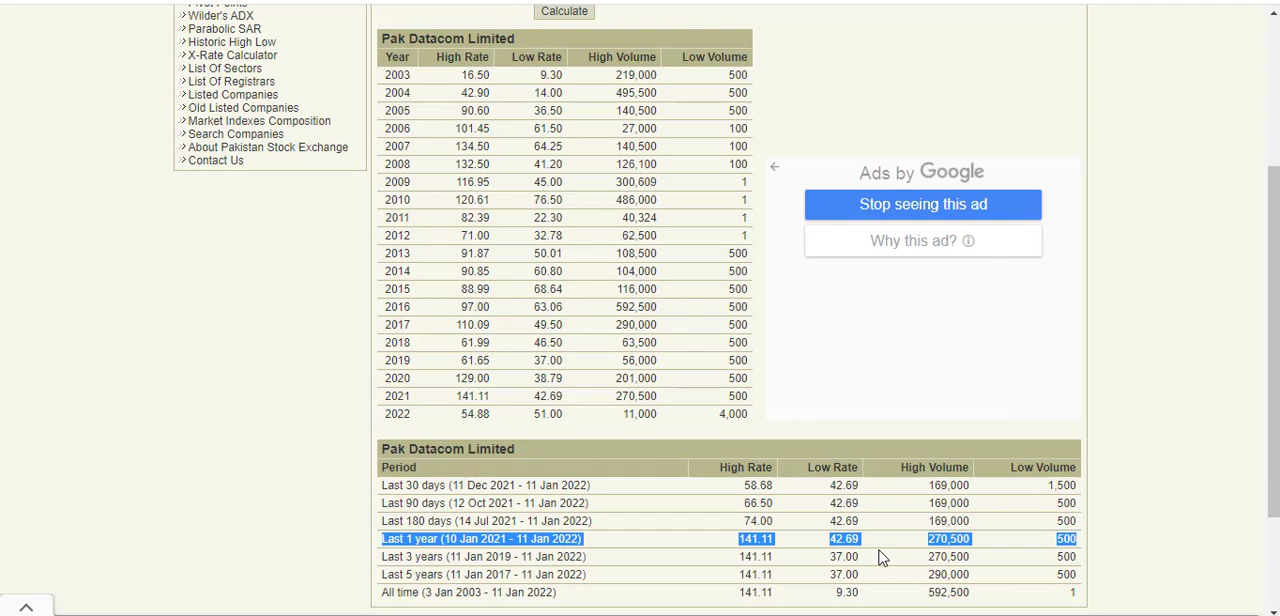 Wilder's ADX
Parabolic SAR
Historic High Low
X-Rate Calculator
List Of Sectors
List Of Registrars
Listed Companies
Old Listed Companies
Market Indexes Composition
Search Companies
About Pakistan Stock Exchange
Contact Us
Calculate
Pak Datacom Limited
Year High Rate Low Rate High Volume Low Volume
2003 16.50 9.30 219,000 500
2004 42.90 14.00 495,500 500
2005 90.60 36.50 140,500 500
2006 101.45 61.50 27,000 100
2007 134.50 64.25 140,500 100
2008 132.50 41.20 126,100 100
2009 116.95 45.00 300,609 1
2010 120.61 76.50 486,000 1
2011 82.39 22.30 40,324 1
2012 71.00 32.78 62,500 1
2013 91.87 50.01 108,500 500
2014 90.85 60.80 104,000 500
2015 88.99 68.64 116,000 500
2016 97.00 63.06 592,500 500
2017 110.09 49.50 290,000 500
2018 61.99 46.50 63,500 500
2019 61.65 37.00 56,000 500
2020 129.00 38.79 201,000 500
2021 141.11 42.69 270,500 500
2022 54.88 51.00 11,000 4,000
Ads by Google
Stop seeing this ad
Why this ad?
Pak Datacom Limited
Period High Rate Low Rate High Volume Low Volume
Last 30 days (11 Dec 2021 - 11 Jan 2022) 58.68 42.69 169,000 1,500
Last 90 days (12 Oct 2021 - 11 Jan 2022) 66.50 42.69 169,000 500
Last 180 days (14 Jul 2021 - 11 Jan 2022) 74.00 42.69 169,000 500
Last 1 year (10 Jan 2021 - 11 Jan 2022) 141.11 42.69 270,500 500
Last 3 years (11 Jan 2019 - 11 Jan 2022) 141.11 37.00 270,500 500
Last 5 years (11 Jan 2017 - 11 Jan 2022) 141.11 37.00 290,000 500
All time (3 Jan 2003 - 11 Jan 2022) 141.11 9.30 592,500 1